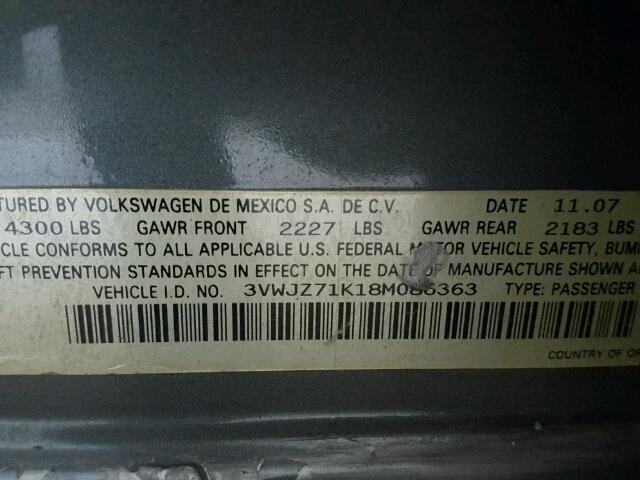 TURED BY VOLKSWAGEN DE MEXICO S.A. DE C.V. DATE 11.07
4300 LBS GAWR FRONT 2227 LBS GAWR REAR 2183 LBS
ICLE CONFORMS TO ALL APPLICABLE U.S. FEDERAL MOTOR VEHICLE SAFETY, BUM
FT PREVENTION STANDARDS IN EFFECT ON THE DATE OF MANUFACTURE SHOWN A
VEHICLE I.D. NO. 3VWJZ71K18M086363 TYPE: PASSENGER
COUNTRY OF OR